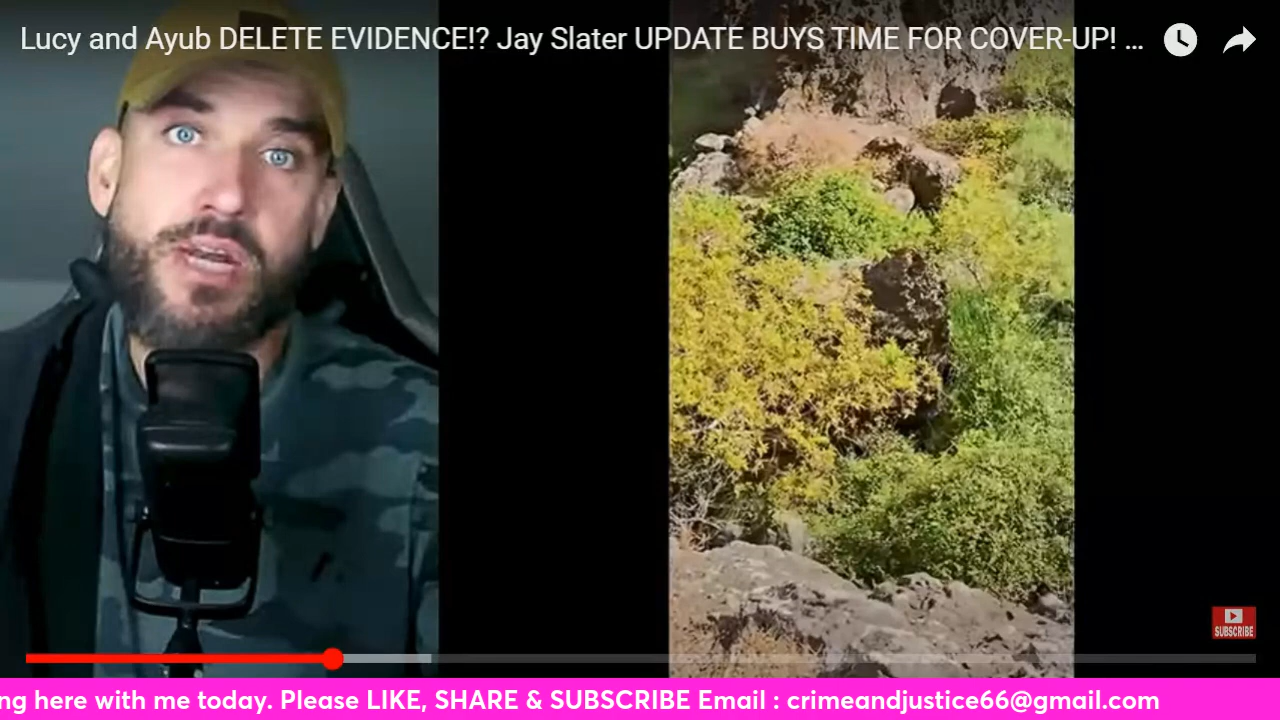 Lucy and Ayub DELETE EVIDENCE!? Jay Slater UPDATE BUYS TIME FOR COVER-UP! ...
SUBSCRIBE
ng here with me today. Please LIKE, SHARE & SUBSCRIBE Email : crimeandjustice66@gmail.com